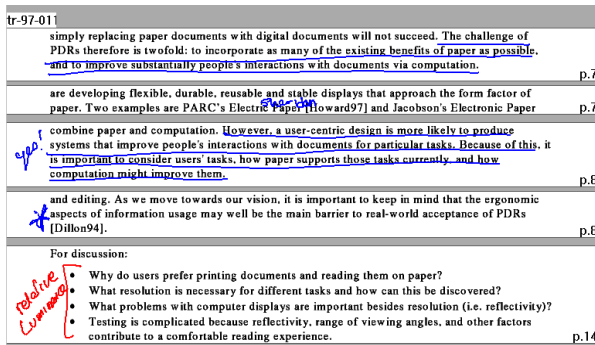 tr-97-011
simply replacing paper documents with digital documents will not succeed. The challenge of
PDRs therefore is twofold: to incorporate as many of the existing benefits of paper as possible,
and to improve substantially people's interactions with documents via computation.
p.7
are developing flexible, durable, reusable and stable displays that approach the form factor of
paper. Two examples are PARC's Electric Paper [Howard97] and Jacobson's Electronic Paper
p.7
combine paper and computation. However, a user-centric design is more likely to produce
yes! systems that improve people's interactions with documents for particular tasks. Because of this, it
is important to consider users' tasks, how paper supports those tasks currently, and how
computation might improve them.
p.8
and editing. As we move towards our vision, it is important to keep in mind that the ergonomic
aspects of information usage may well be the main barrier to real-world acceptance of PDRs
[Dillon94].
p.8
For discussion:
relative
luminance
• Why do users prefer printing documents and reading them on paper?
• What resolution is necessary for different tasks and how can this be discovered?
• What problems with computer displays are important besides resolution (i.e. reflectivity)?
• Testing is complicated because reflectivity, range of viewing angles, and other factors
contribute to a comfortable reading experience.
p.14